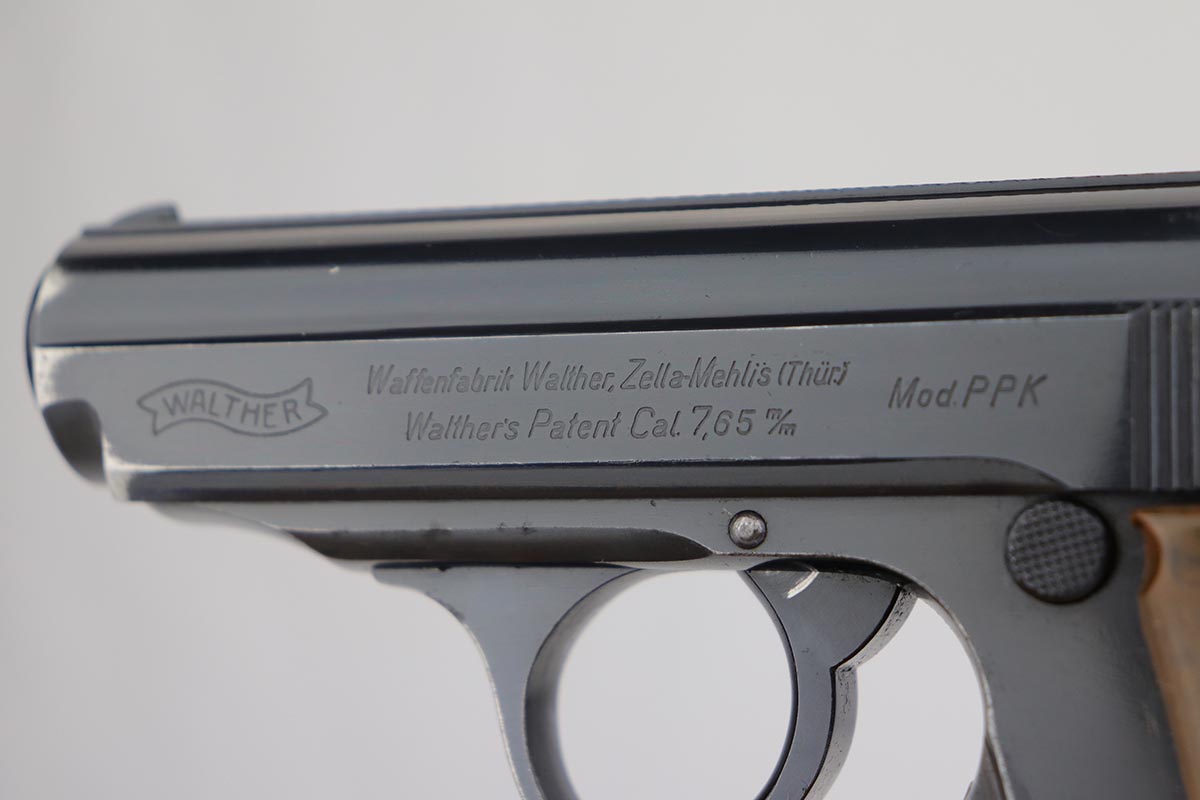 WALTHER
Waffenfabrik Walther, Zella-Mehlis (Thür.)
Walther's Patent Cal. 7,65 m/m
Mod. PPK